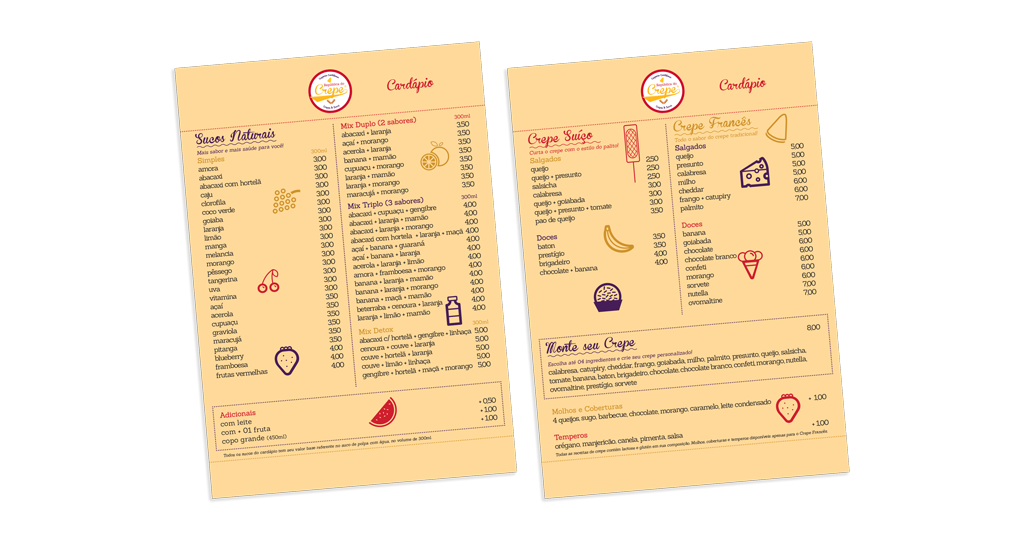 Crepe
Cardápio
Sucos Naturais
Mais sabor e mais saúde para você!
Simples 300ml
amora 3,00
abacaxi 3,00
abacaxi com hortelã 3,00
caju 3,00
clorofila 3,00
coco verde 3,00
goiaba 3,00
laranja 3,00
limão 3,00
manga 3,00
melancia 3,00
morango 3,00
pêssego 3,00
tangerina 3,00
uva 3,00
vitamina 3,50
açaí 3,50
acerola 3,50
cupuaçu 3,50
graviola 3,50
maracujá 3,50
pitanga 4,00
blueberry 4,00
framboesa 4,00
frutas vermelhas 4,00
Mix Duplo (2 sabores) 300ml
abacaxi + laranja 3,50
açaí + morango 3,50
acerola + laranja 3,50
banana + mamão 3,50
cupuaçu + morango 3,50
laranja + mamão 3,50
laranja + morango 3,50
maracujá + morango 3,50
Mix Triplo (3 sabores) 300ml
abacaxi + cupuaçu + gengibre 4,00
abacaxi + laranja + mamão 4,00
abacaxi + laranja + morango 4,00
abacaxi com hortela + laranja + maçã 4,00
açaí + banana + guaraná 4,00
açaí + banana + laranja 4,00
acerola + laranja + limão 4,00
amora + framboesa + morango 4,00
banana + laranja + mamão 4,00
banana + laranja + morango 4,00
banana + maçã + mamão 4,00
beterraba + cenoura + laranja 4,00
laranja + limão + mamão 4,00
Mix Detox 300ml
abacaxi c/ hortelã + gengibre + linhaça 5,00
cenoura + couve + laranja 5,00
couve + hortelã + laranja 5,00
couve + limão + linhaça 5,00
gengibre + hortelã + maçã + morango 5,00
Adicionais
com leite + 0,50
com + 01 fruta + 1,00
copo grande (450ml) + 1,00
Todos os sucos do cardápio tem seu valor base referente ao suco de polpa com água, no volume de 300ml.
Crepe
Cardápio
Crepe Suíço
Curta o crepe com o estilo do palito!
Salgados
queijo 2,50
queijo + presunto 2,50
salsicha 2,50
calabresa 3,00
queijo + goiabada 3,00
queijo + presunto + tomate 3,00
pão de queijo 3,50
Doces
baton 3,50
prestígio 3,50
brigadeiro 4,00
chocolate + banana 4,00
Crepe Francês
Todo o sabor do crepe tradicional!
Salgados
queijo 5,00
presunto 5,00
calabresa 5,00
milho 5,00
cheddar 6,00
frango + catupiry 6,00
palmito 7,00
Doces
banana 5,00
goiabada 5,00
chocolate 6,00
chocolate branco 6,00
confeti 6,00
morango 6,00
sorvete 6,00
nutella 7,00
ovomaltine 7,00
Monte seu Crepe 8,00
Escolha até 04 ingredientes e crie seu crepe personalizado!
calabresa, catupiry, cheddar, frango, goiabada, milho, palmito, presunto, queijo, salsicha,
tomate, banana, baton, brigadeiro, chocolate, chocolate branco, confeti, morango, nutella,
ovomaltine, prestígio, sorvete
Molhos e Coberturas
4 queijos, sugo, barbecue, chocolate, morango, caramelo, leite condensado + 1,00
Temperos
orégano, manjericão, canela, pimenta, salsa + 1,00
Todas as receitas de crepe contém lactose e glúten em sua composição. Molhos, coberturas e temperos disponíveis apenas para o Crepe Francês.